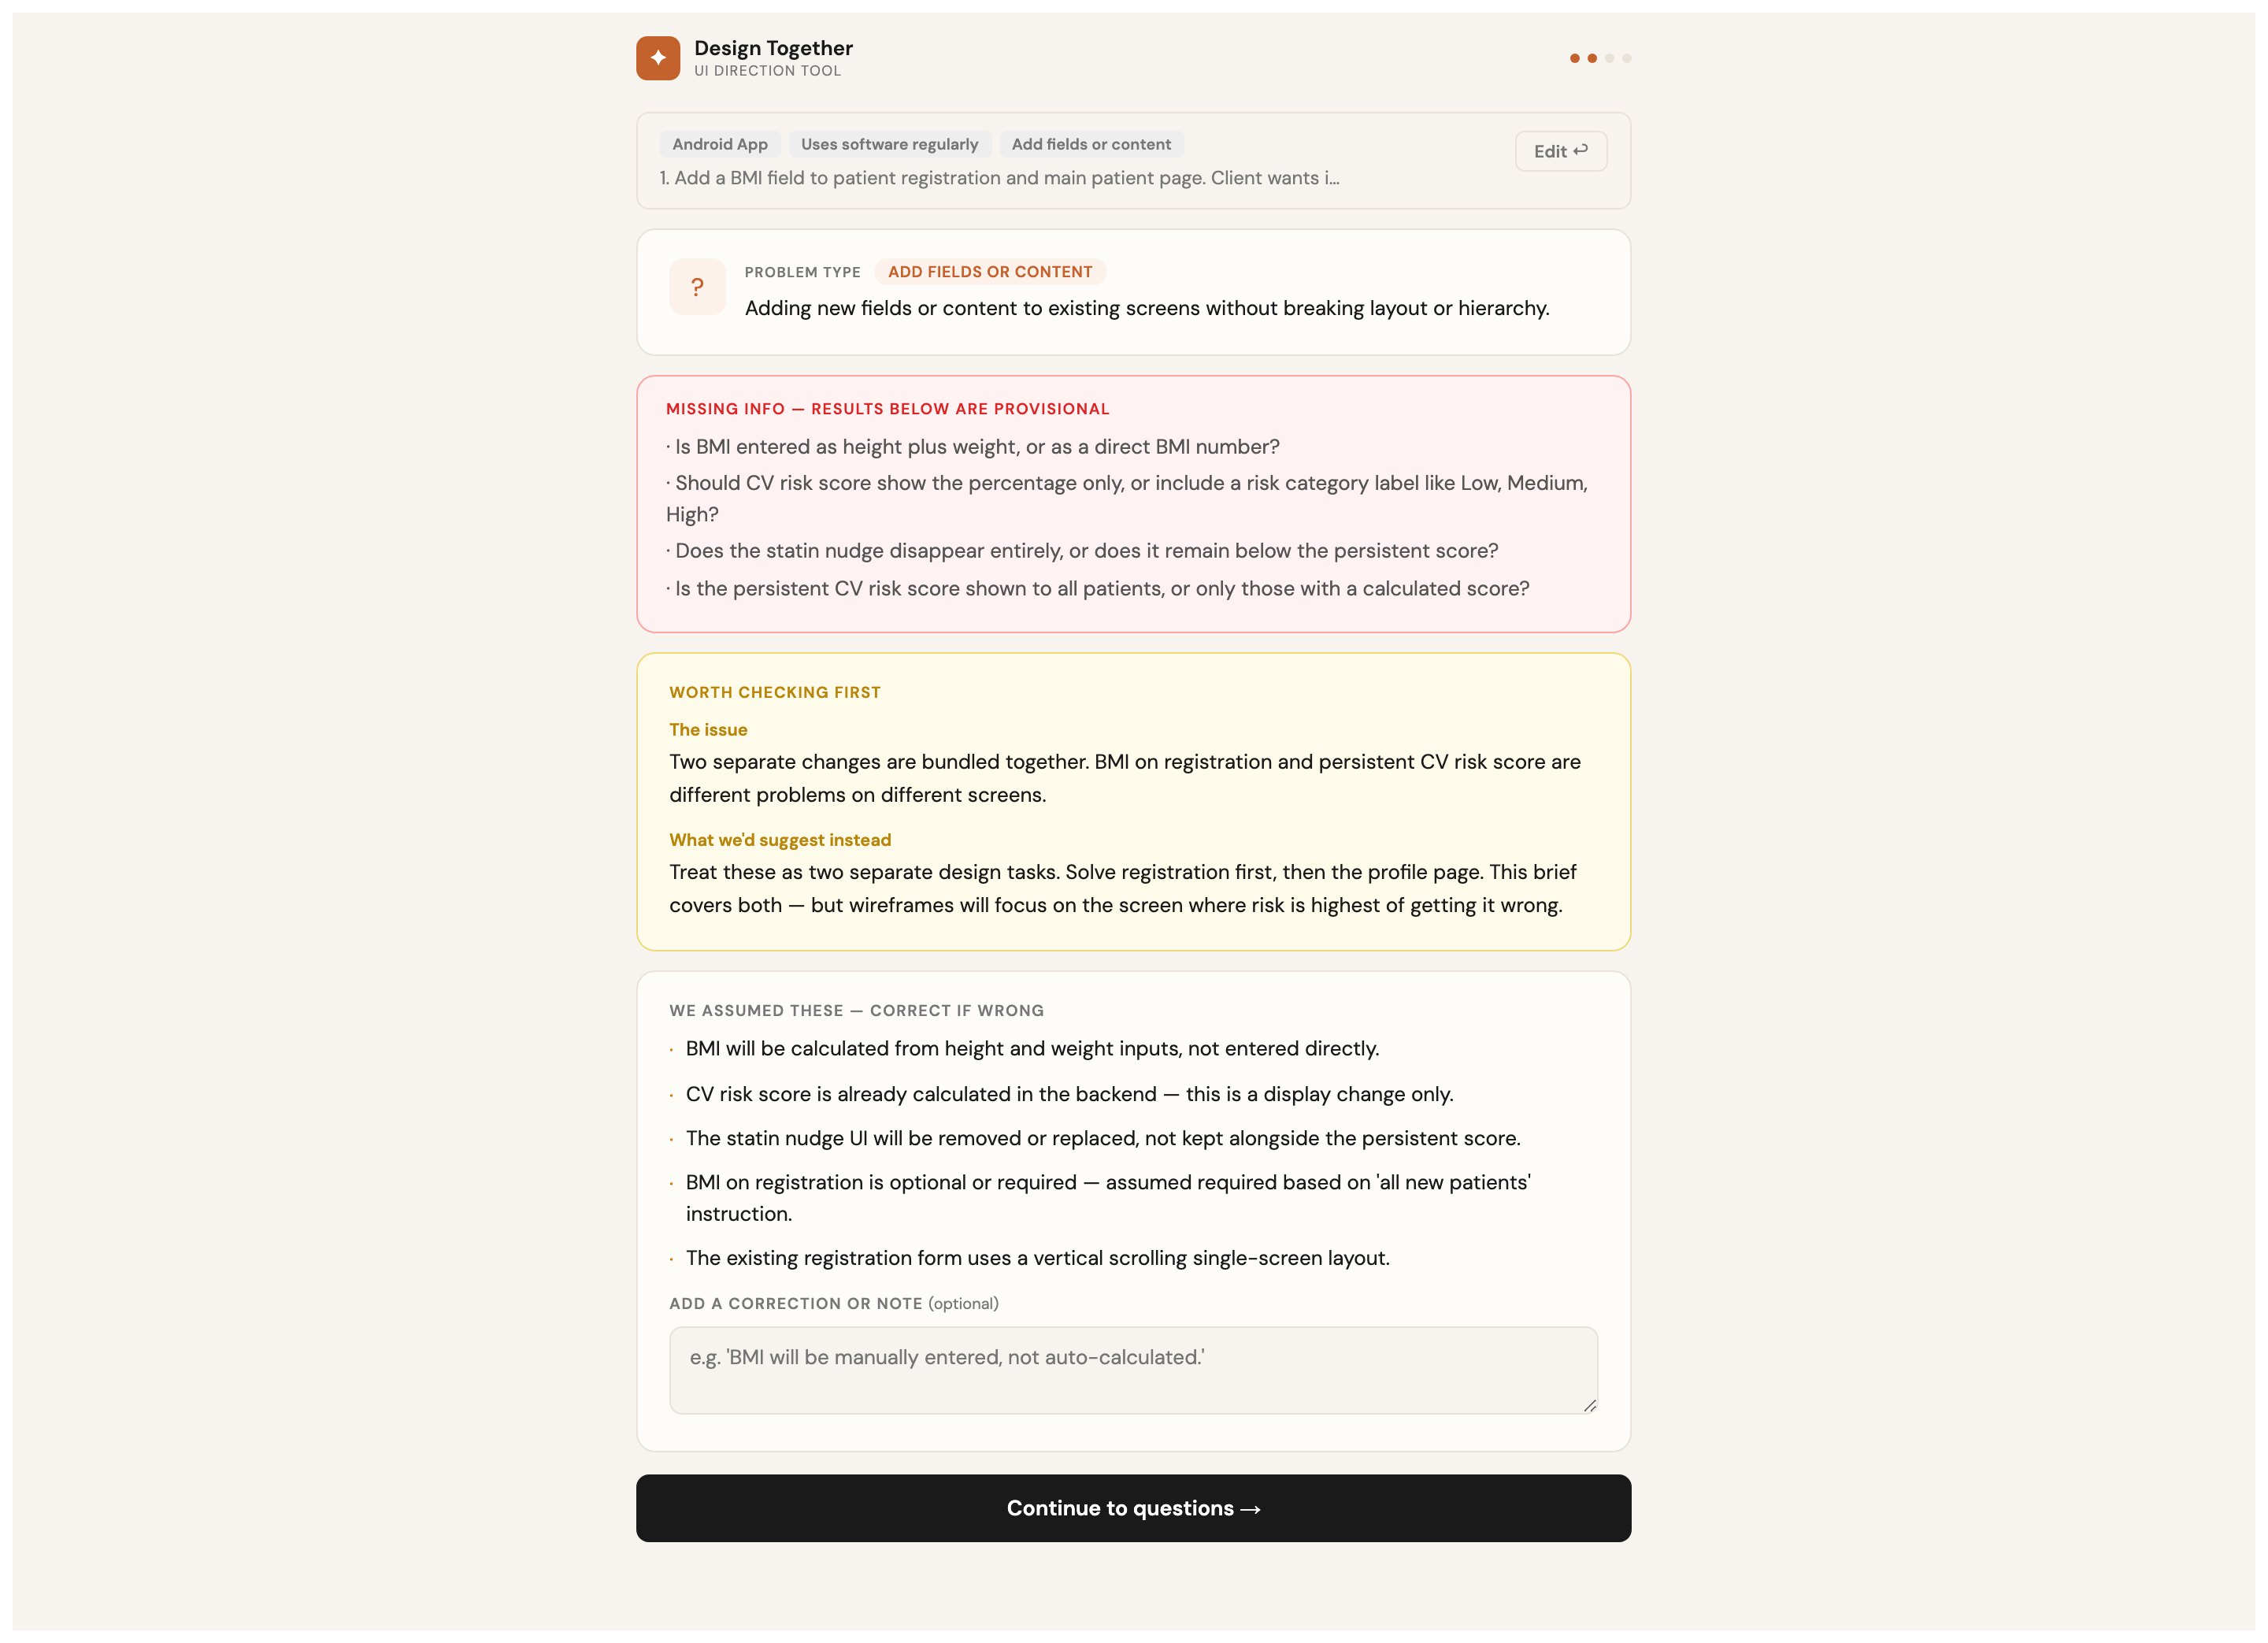 Design Together
UI DIRECTION TOOL
Android App Uses software regularly Add fields or content
Edit ↩
1. Add a BMI field to patient registration and main patient page. Client wants i...
?
PROBLEM TYPE ADD FIELDS OR CONTENT
Adding new fields or content to existing screens without breaking layout or hierarchy.
MISSING INFO — RESULTS BELOW ARE PROVISIONAL
· Is BMI entered as height plus weight, or as a direct BMI number?
· Should CV risk score show the percentage only, or include a risk category label like Low, Medium,
High?
· Does the statin nudge disappear entirely, or does it remain below the persistent score?
· Is the persistent CV risk score shown to all patients, or only those with a calculated score?
WORTH CHECKING FIRST
The issue
Two separate changes are bundled together. BMI on registration and persistent CV risk score are
different problems on different screens.
What we'd suggest instead
Treat these as two separate design tasks. Solve registration first, then the profile page. This brief
covers both — but wireframes will focus on the screen where risk is highest of getting it wrong.
WE ASSUMED THESE — CORRECT IF WRONG
· BMI will be calculated from height and weight inputs, not entered directly.
· CV risk score is already calculated in the backend — this is a display change only.
· The statin nudge UI will be removed or replaced, not kept alongside the persistent score.
· BMI on registration is optional or required — assumed required based on 'all new patients'
instruction.
· The existing registration form uses a vertical scrolling single-screen layout.
ADD A CORRECTION OR NOTE (optional)
e.g. 'BMI will be manually entered, not auto-calculated.'
Continue to questions →